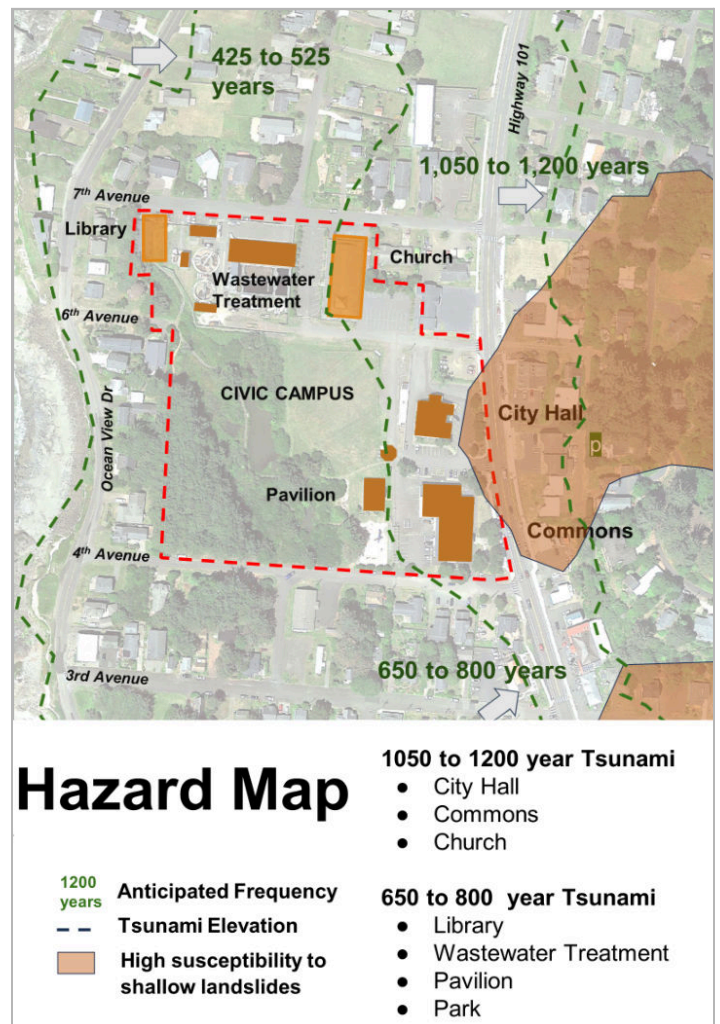 425 to 525
years
Highway 101
1,050 to 1,200 years
7th Avenue
Library
Church
Wastewater
Treatment
6th Avenue
CIVIC CAMPUS
City Hall
p
Ocean View Dr
Pavilion
Commons
4th Avenue
650 to 800 years
3rd Avenue
Hazard Map
1200
years
Anticipated Frequency
Tsunami Elevation
High susceptibility to
shallow landslides
1050 to 1200 year Tsunami
● City Hall
● Commons
● Church
650 to 800 year Tsunami
● Library
● Wastewater Treatment
● Pavilion
● Park